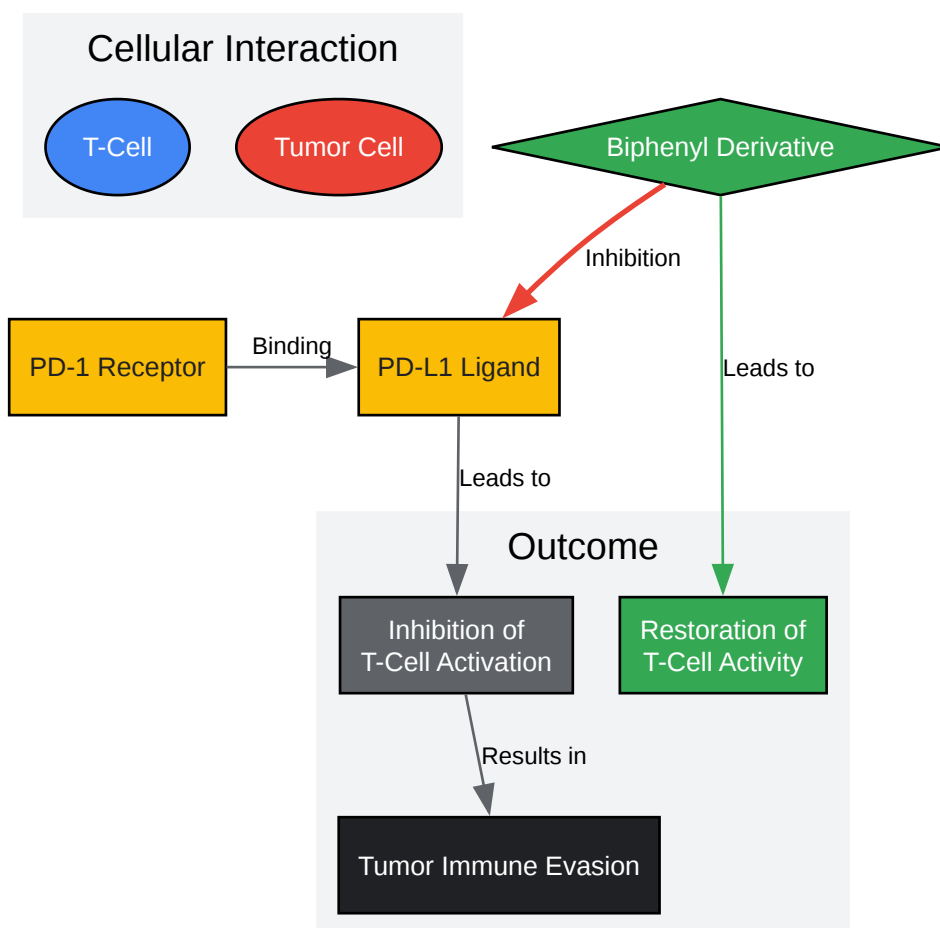 Cellular Interaction
T-Cell
Tumor Cell
Biphenyl Derivative
Inhibition
PD-1 Receptor
Binding
PD-L1 Ligand
Leads to
Leads to
Outcome
Inhibition of
T-Cell Activation
Restoration of
T-Cell Activity
Results in
Tumor Immune Evasion